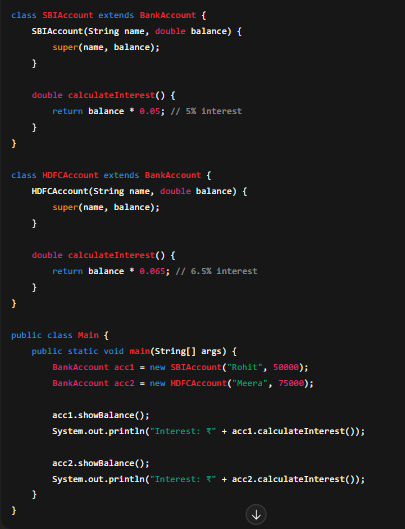 class SBIAccount extends BankAccount {
    SBIAccount(String name, double balance) {
        super(name, balance);
    }

    double calculateInterest() {
        return balance * 0.05; // 5% interest
    }
}

class HDFCAccount extends BankAccount {
    HDFCAccount(String name, double balance) {
        super(name, balance);
    }

    double calculateInterest() {
        return balance * 0.065; // 6.5% interest
    }
}

public class Main {
    public static void main(String[] args) {
        BankAccount acc1 = new SBIAccount("Rohit", 50000);
        BankAccount acc2 = new HDFCAccount("Meera", 75000);

        acc1.showBalance();
        System.out.println("Interest: ₹" + acc1.calculateInterest());

        acc2.showBalance();
        System.out.println("Interest: ₹" + acc2.calculateInterest());
    }
}